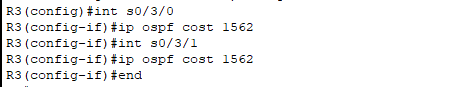 R3(config)#int s0/3/0
R3(config-if)#ip ospf cost 1562
R3(config-if)#int s0/3/1
R3(config-if)#ip ospf cost 1562
R3(config-if)#end